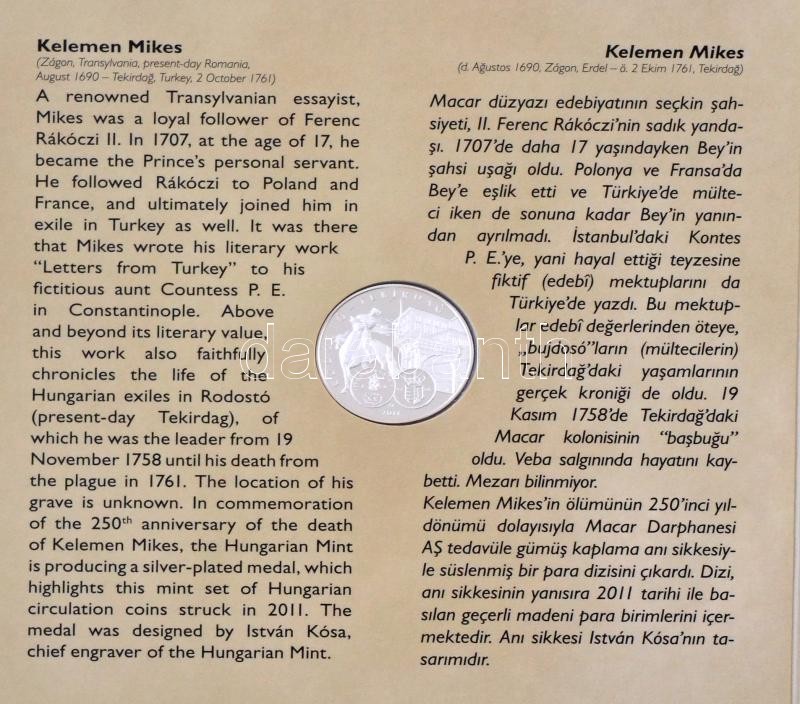 Kelemen Mikes
(Zágon, Transylvania, present-day Romania,
August 1690 – Tekirdağ, Turkey, 2 October 1761)
A renowned Transylvanian essayist,
Mikes was a loyal follower of Ferenc
Rákóczi II. In 1707, at the age of 17, he
became the Prince's personal servant.
He followed Rákóczi to Poland and
France, and ultimately joined him in
exile in Turkey as well. It was there
that Mikes wrote his literary work
“Letters from Turkey” to his
fictitious aunt Countess P. E.
in Constantinople. Above
and beyond its literary value,
this work also faithfully
chronicles the life of the
Hungarian exiles in Rodostó
(present-day Tekirdag), of
which he was the leader from 19
November 1758 until his death from
the plague in 1761. The location of his
grave is unknown. In commemoration
of the 250th anniversary of the death
of Kelemen Mikes, the Hungarian Mint
is producing a silver-plated medal, which
highlights this mint set of Hungarian
circulation coins struck in 2011. The
medal was designed by István Kósa,
chief engraver of the Hungarian Mint.
TEKIRDAĞ
2011
Kelemen Mikes
(d. Ağustos 1690, Zágon, Erdel – ö. 2 Ekim 1761, Tekirdağ)
Macar düzyazı edebiyatının seçkin şah-
siyeti, II. Ferenc Rákóczi'nin sadık yanda-
şı. 1707'de daha 17 yaşındayken Bey'in
şahsi uşağı oldu. Polonya ve Fransa'da
Bey'e eşlik etti ve Türkiye'de mülte-
ci iken de sonuna kadar Bey'in yanın-
dan ayrılmadı. İstanbul'daki Kontes
P. E.'ye, yani hayal ettiği teyzesine
fiktif (edebî) mektuplarını da
Türkiye'de yazdı. Bu mektup-
lar edebî değerlerinden öteye,
„bujdosó”ların (mültecilerin)
Tekirdağ'daki yaşamlarının
gerçek kroniği de oldu. 19
Kasım 1758'de Tekirdağ'daki
Macar kolonisinin “başbuğu”
oldu. Veba salgınında hayatını kay-
betti. Mezarı bilinmiyor.
Kelemen Mikes'in ölümünün 250'inci yıl-
dönümü dolayısıyla Macar Darphanesi
AŞ tedavüle gümüş kaplama anı sikkesiy-
le süslenmiş bir para dizisini çıkardı. Dizi,
anı sikkesinin yanısıra 2011 tarihi ile ba-
sılan geçerli madeni para birimlerini içer-
mektedir. Anı sikkesi István Kósa'nın ta-
sarımıdır.